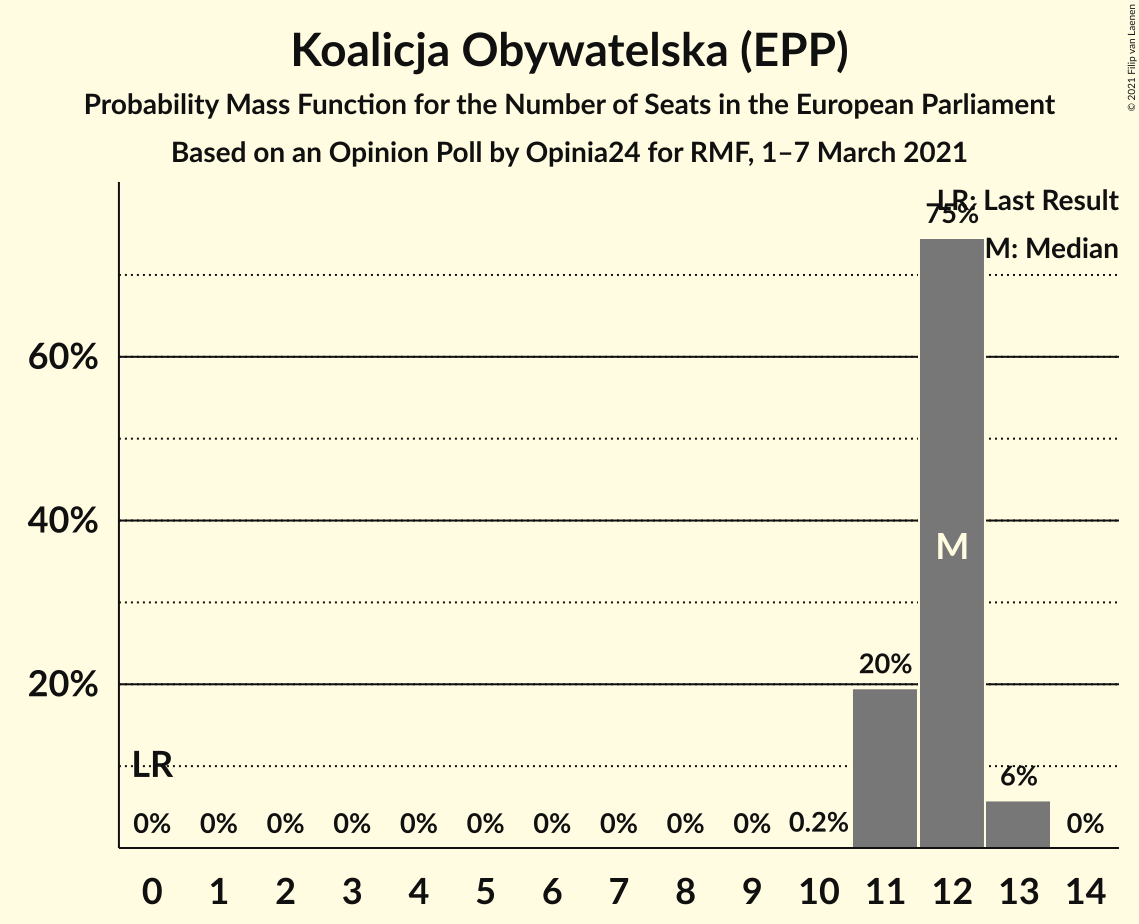 Koalicja Obywatelska (EPP)
Probability Mass Function for the Number of Seats in the European Parliament
Based on an Opinion Poll by Opinia24 for RMF, 1–7 March 2021
© 2021 Filip van Laenen
LR: Last Result
M: Median
75%
60%
40%
M
20%
20%
LR
6%
0% 0% 0% 0% 0% 0% 0% 0% 0% 0% 0.2% 0%
0 1 2 3 4 5 6 7 8 9 10 11 12 13 14